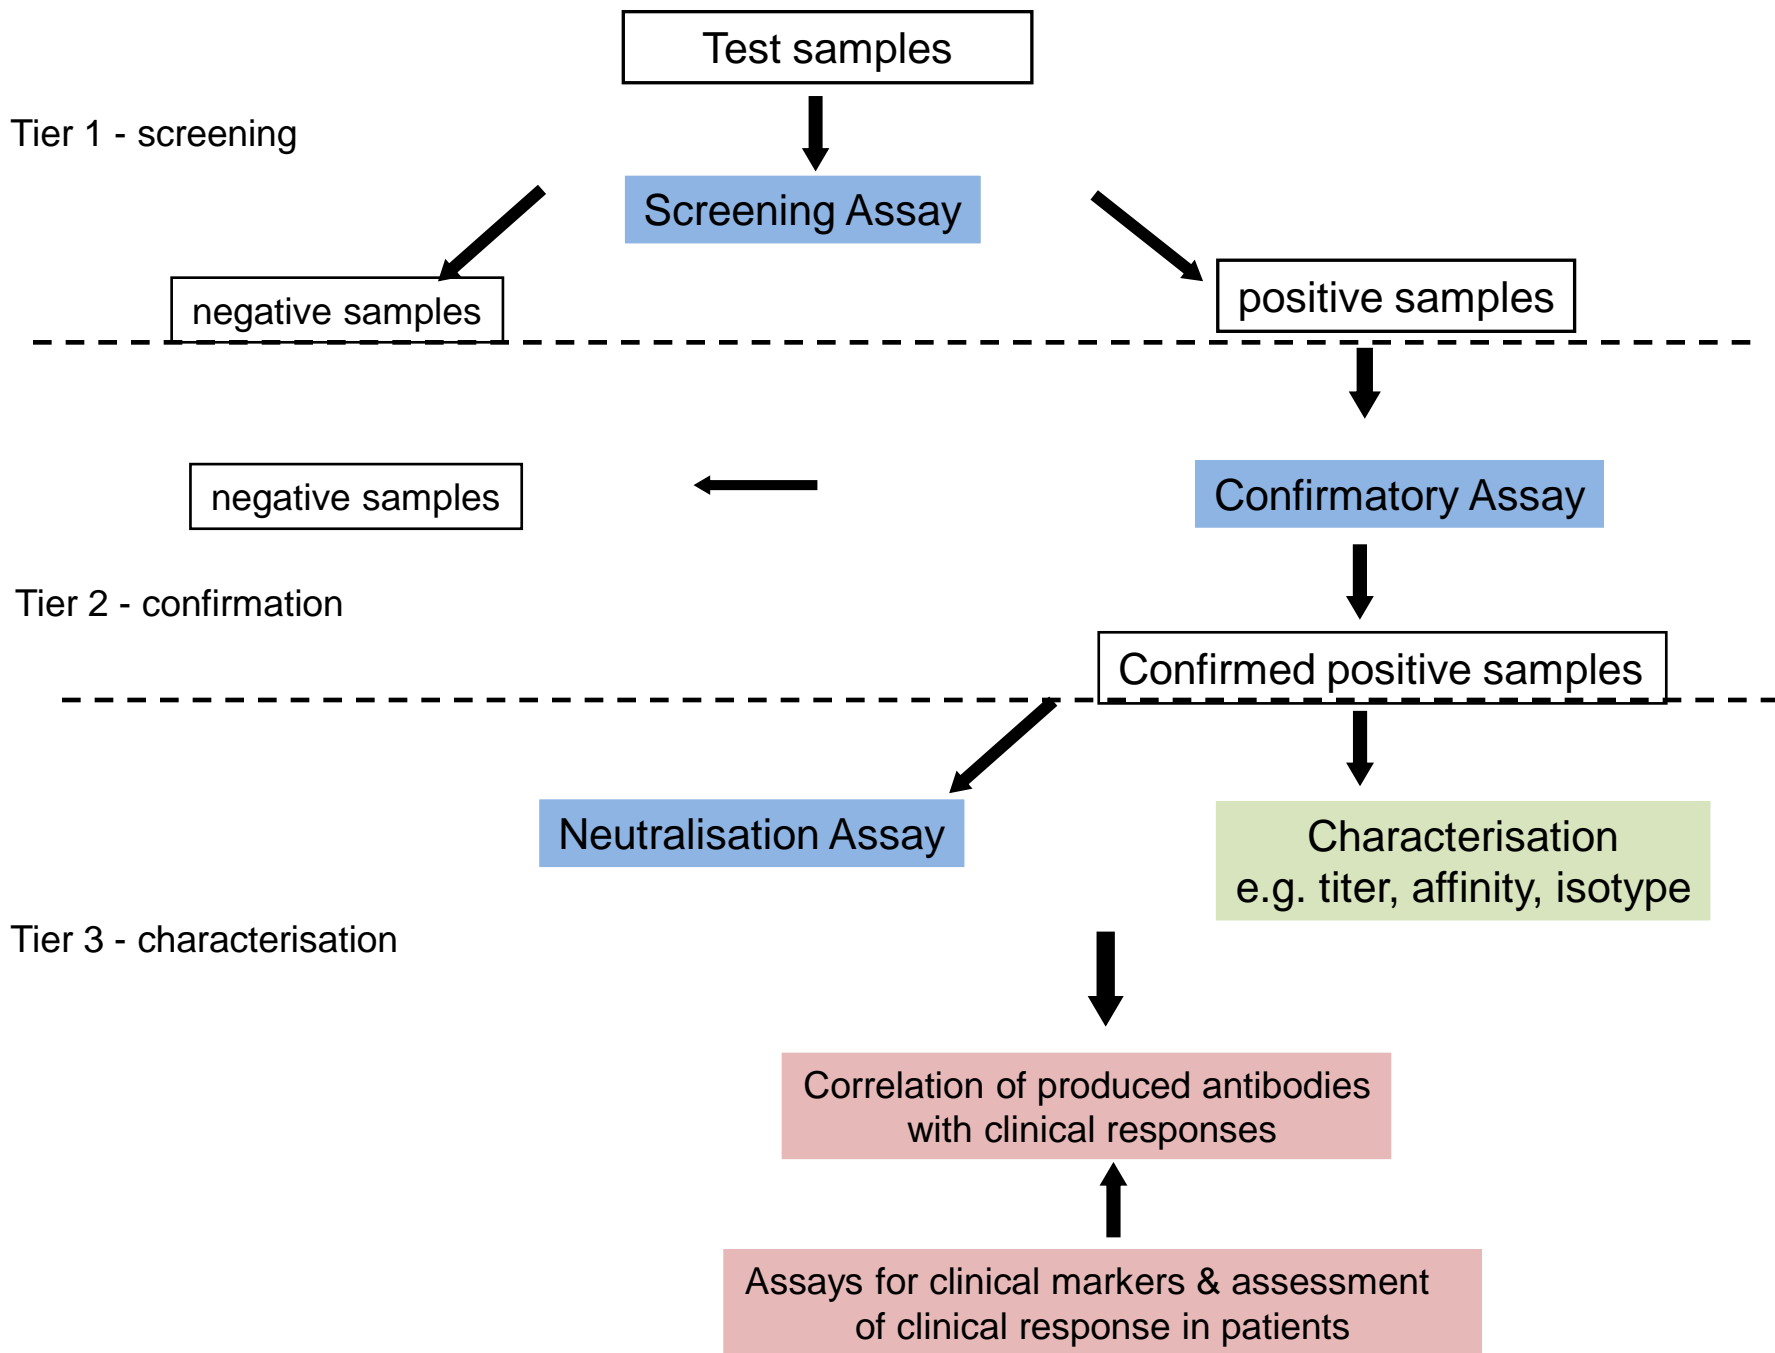 Test samples
Tier 1 - screening
Screening Assay
negative samples
positive samples
negative samples
Confirmatory Assay
Tier 2 - confirmation
Confirmed positive samples
Neutralisation Assay
Characterisation
e.g. titer, affinity, isotype
Tier 3 - characterisation
Correlation of produced antibodies
with clinical responses
Assays for clinical markers & assessment
of clinical response in patients